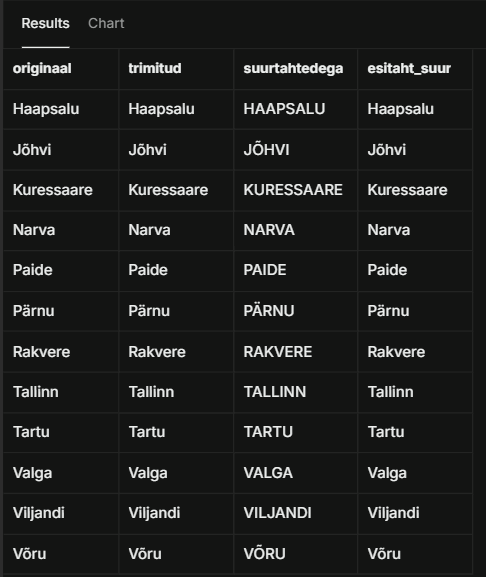 Results Chart
originaal trimitud suurtahtedega esitaht_suur
Haapsalu Haapsalu HAAPSALU Haapsalu
Jõhvi Jõhvi JÕHVI Jõhvi
Kuressaare Kuressaare KURESSAARE Kuressaare
Narva Narva NARVA Narva
Paide Paide PAIDE Paide
Pärnu Pärnu PÄRNU Pärnu
Rakvere Rakvere RAKVERE Rakvere
Tallinn Tallinn TALLINN Tallinn
Tartu Tartu TARTU Tartu
Valga Valga VALGA Valga
Viljandi Viljandi VILJANDI Viljandi
Võru Võru VÕRU Võru